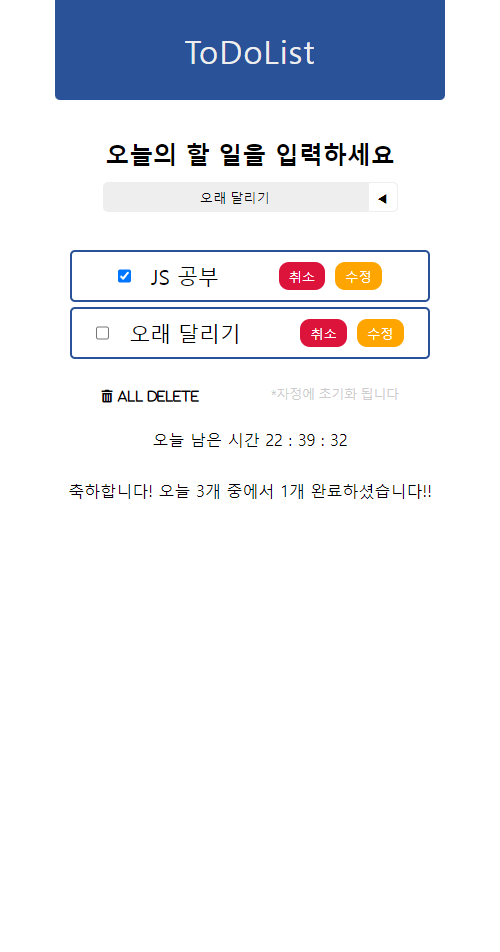 ToDoList
오늘의 할 일을 입력하세요
오래 달리기 ◀
JS 공부 취소 수정
오래 달리기 취소 수정
ALL DELETE *자정에 초기화 됩니다
오늘 남은 시간 22 : 39 : 32
축하합니다! 오늘 3개 중에서 1개 완료하셨습니다!!